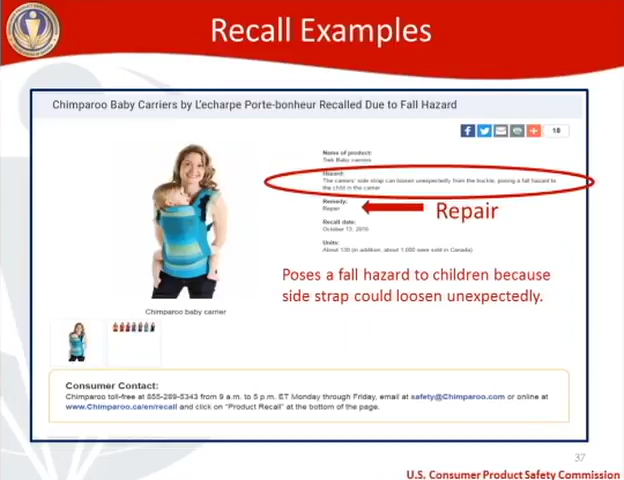 Recall Examples
Chimparoo Baby Carriers by L'echarpe Porte-bonheur Recalled Due to Fall Hazard
18
Name of product:
Trek Baby carriers
Hazard:
The carriers' side strap can loosen unexpectedly from the buckle, posing a fall hazard to
the child in the carrier
Remedy:
Repair
Repair
Recall date:
October 13, 2016
Units:
About 130 (in addition, about 1,000 were sold in Canada)
Poses a fall hazard to children because
side strap could loosen unexpectedly.
Chimparoo baby carrier
Consumer Contact:
Chimparoo toll-free at 855-289-5343 from 9 a.m. to 5 p.m. ET Monday through Friday, email at safety@Chimparoo.com or online at
www.Chimparoo.ca/en/recall and click on "Product Recall" at the bottom of the page.
37
U.S. Consumer Product Safety Commission